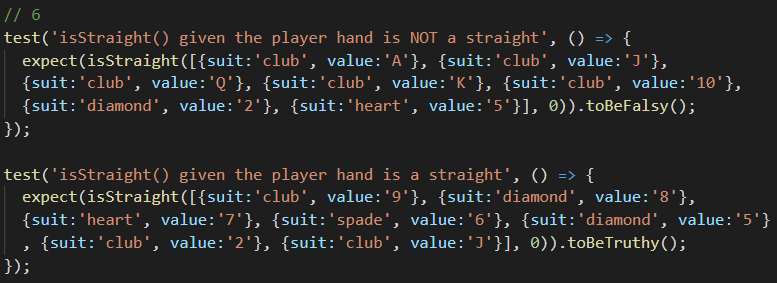 // 6
test('isStraight() given the player hand is NOT a straight', () => {
  expect(isStraight([{suit:'club', value:'A'}, {suit:'club', value:'J'},
  {suit:'club', value:'Q'}, {suit:'club', value:'K'}, {suit:'club', value:'10'},
  {suit:'diamond', value:'2'}, {suit:'heart', value:'5'}], 0)).toBeFalsy();
});

test('isStraight() given the player hand is a straight', () => {
  expect(isStraight([{suit:'club', value:'9'}, {suit:'diamond', value:'8'},
  {suit:'heart', value:'7'}, {suit:'spade', value:'6'}, {suit:'diamond', value:'5'}
  , {suit:'club', value:'2'}, {suit:'club', value:'J'}], 0)).toBeTruthy();
});